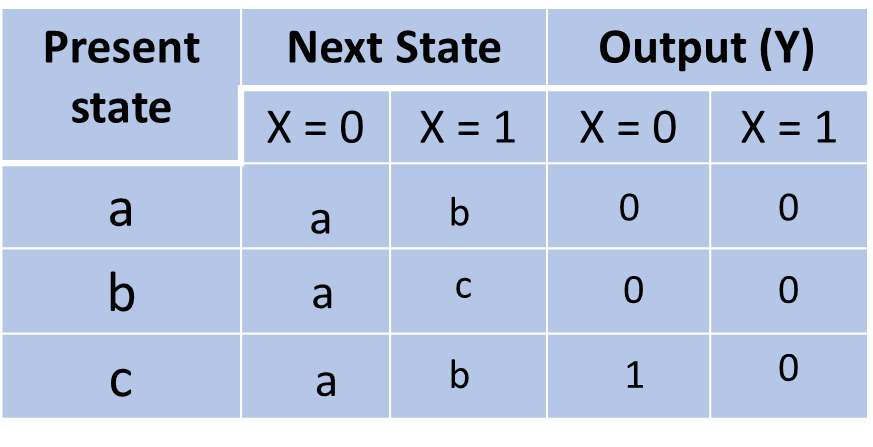 Present state Next State Output (Y)
X = 0 X = 1 X = 0 X = 1
a a b 0 0
b a c 0 0
c a b 1 0